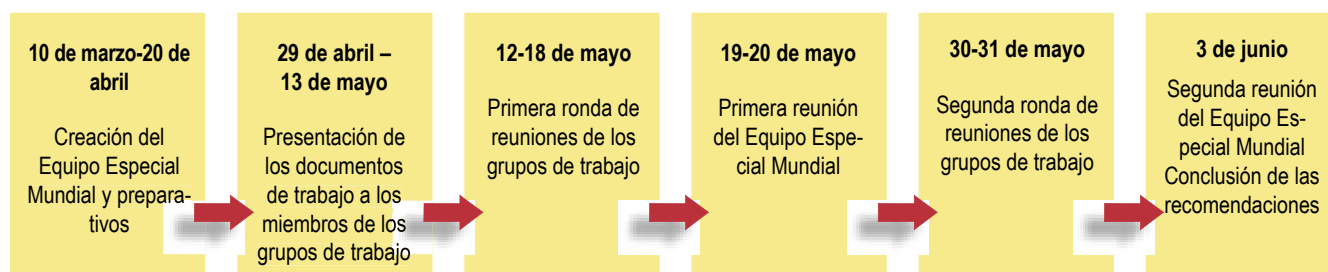 10 de marzo-20 de
abril
Creación del
Equipo Especial
Mundial y prepara-
tivos
29 de abril –
13 de mayo
Presentación de
los documentos
de trabajo a los
miembros de los
grupos de trabajo
12-18 de mayo
Primera ronda de
reuniones de los
grupos de trabajo
19-20 de mayo
Primera reunión
del Equipo Espe-
cial Mundial
30-31 de mayo
Segunda ronda de
reuniones de los
grupos de trabajo
3 de junio
Segunda reunión
del Equipo Es-
pecial Mundial
Conclusión de las
recomendaciones